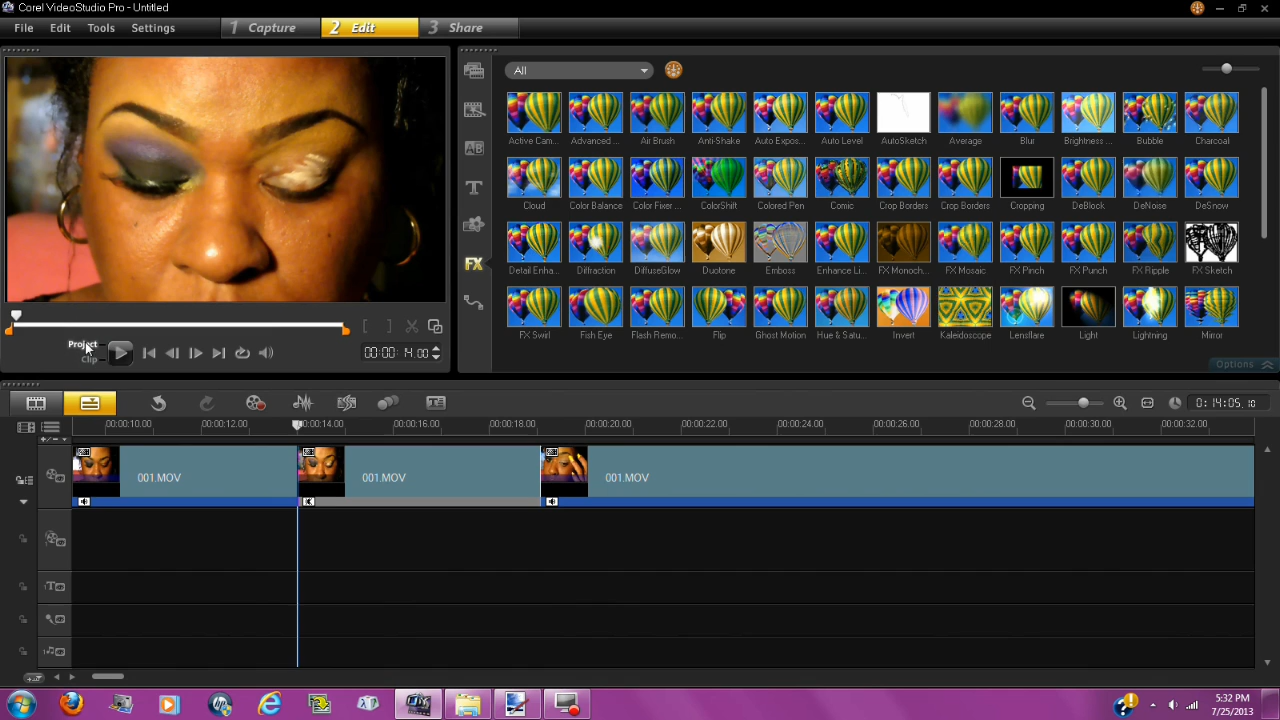 Corel VideoStudio Pro - Untitled
File Edit Tools Settings 1 Capture 2 Edit 3 Share
All
Active Cam... Advanced ... Air Brush Anti-Shake Auto Expos... Auto Level AutoSketch Average Blur Brightness ... Bubble Charcoal
Cloud Color Balance Color Fixer ... ColorShift Colored Pen Comic Crop Borders Crop Borders Cropping DeBlock DeNoise DeSnow
Detail Enha... Diffraction DiffuseGlow Duotone Emboss Enhance Li... FX Monoch... FX Mosaic FX Pinch FX Punch FX Ripple FX Sketch
FX Swirl Fish Eye Flash Remo... Flip Ghost Motion Hue & Satu... Invert Kaleidoscope Lensflare Light Lightning Mirror
Project
Clip
00:00: 14. 00
Options
0:14:05. 10
00:00:10.00 00:00:12.00 00:00:14.00 00:00:16.00 00:00:18.00 00:00:20.00 00:00:22.00 00:00:24.00 00:00:26.00 00:00:28.00 00:00:30.00 00:00:32.00
001.MOV 001.MOV 001.MOV
5:32 PM
7/25/2013